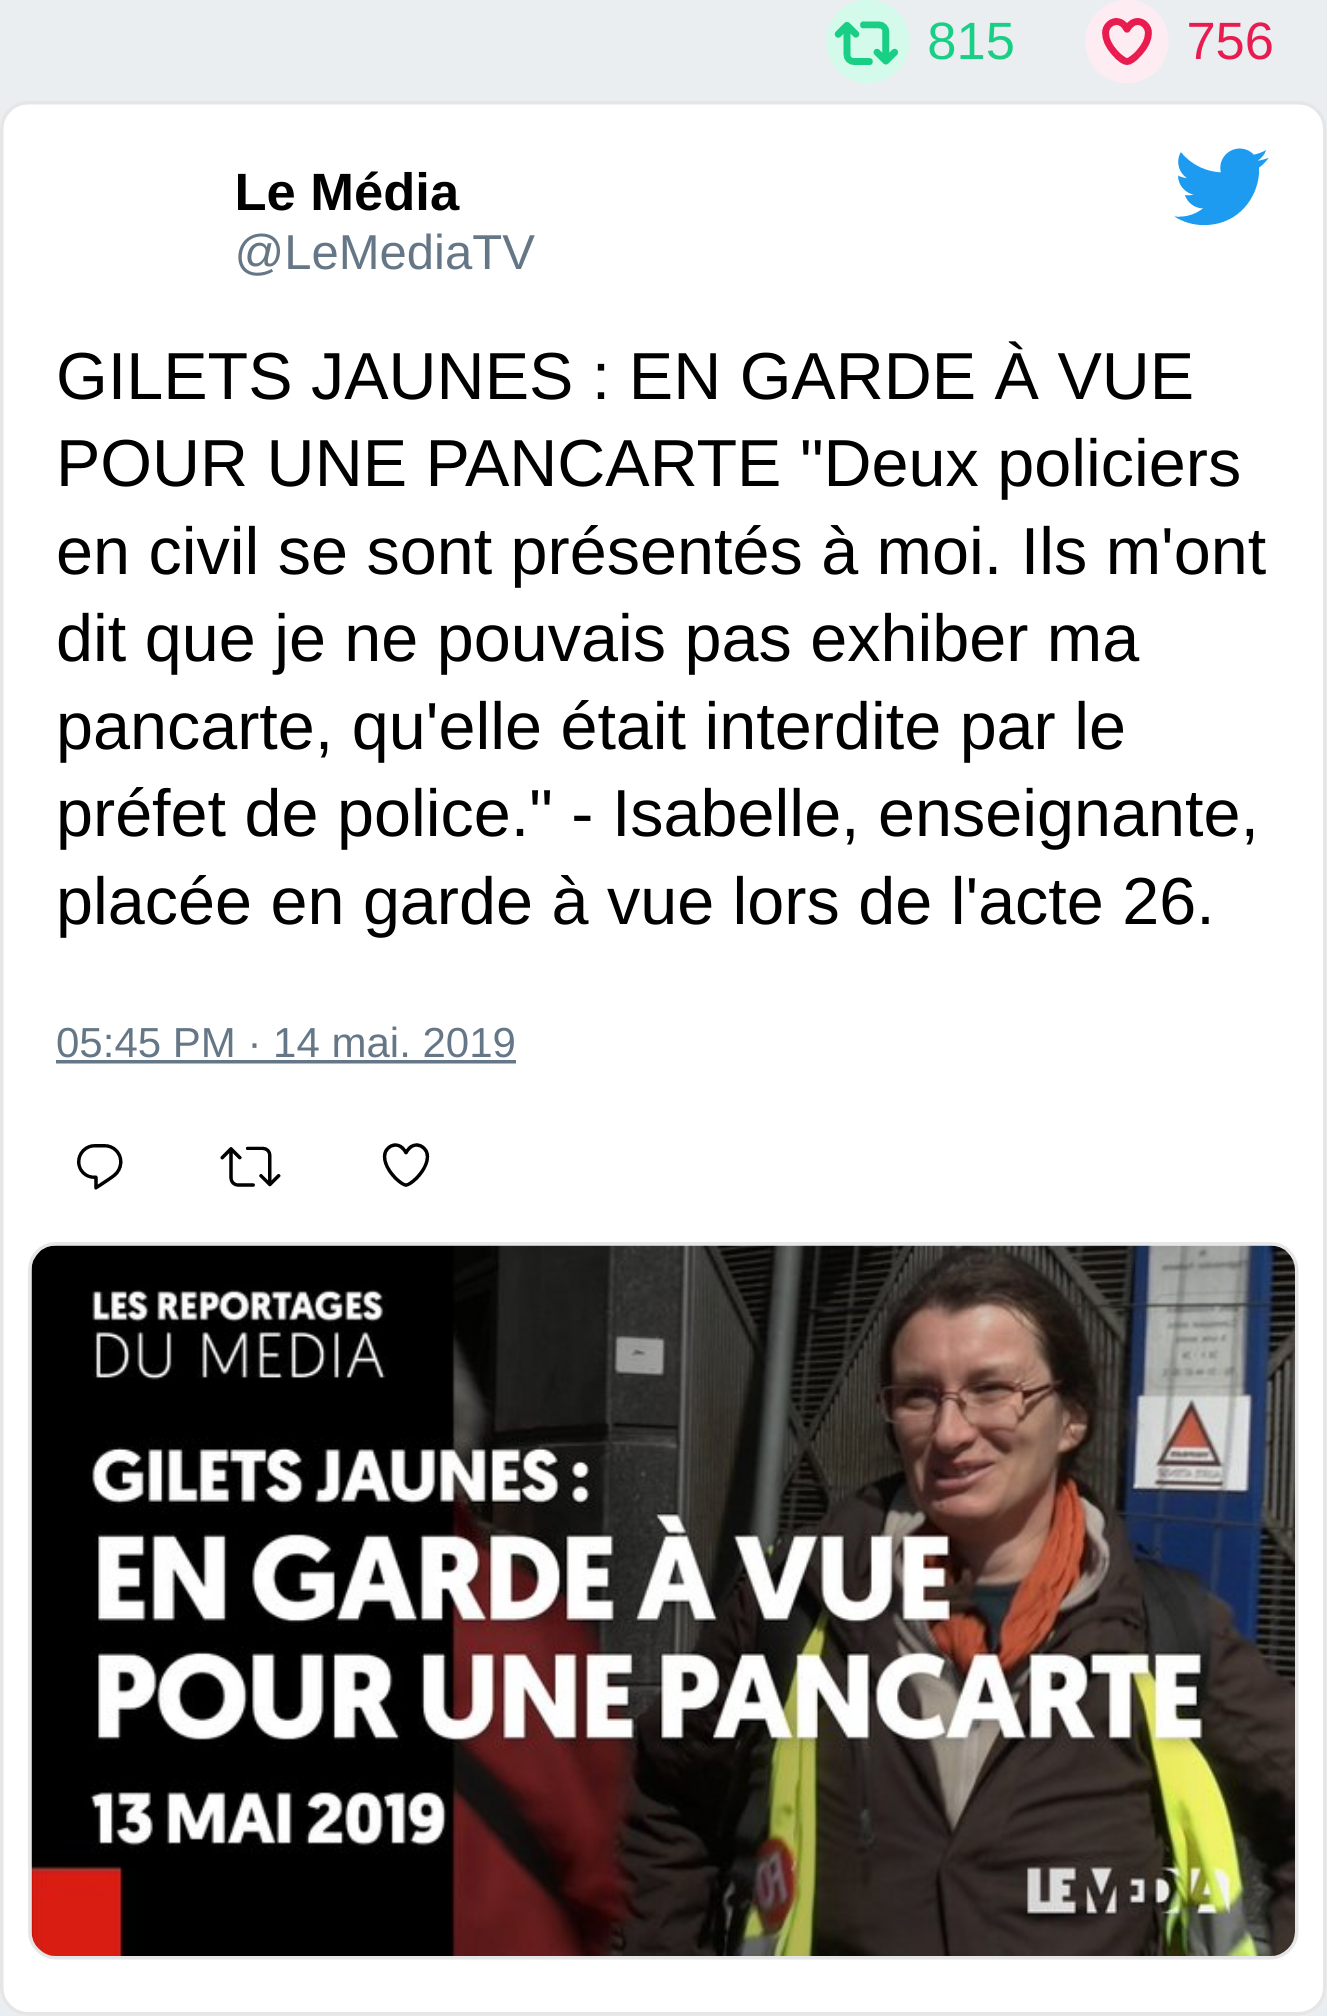 815 756
Le Média
@LeMediaTV
GILETS JAUNES : EN GARDE À VUE
POUR UNE PANCARTE "Deux policiers
en civil se sont présentés à moi. Ils m'ont
dit que je ne pouvais pas exhiber ma
pancarte, qu'elle était interdite par le
préfet de police." - Isabelle, enseignante,
placée en garde à vue lors de l'acte 26.
05:45 PM · 14 mai. 2019
LES REPORTAGES
DU MEDIA
GILETS JAUNES :
EN GARDE À VUE
POUR UNE PANCARTE
13 MAI 2019
LE MEDIA